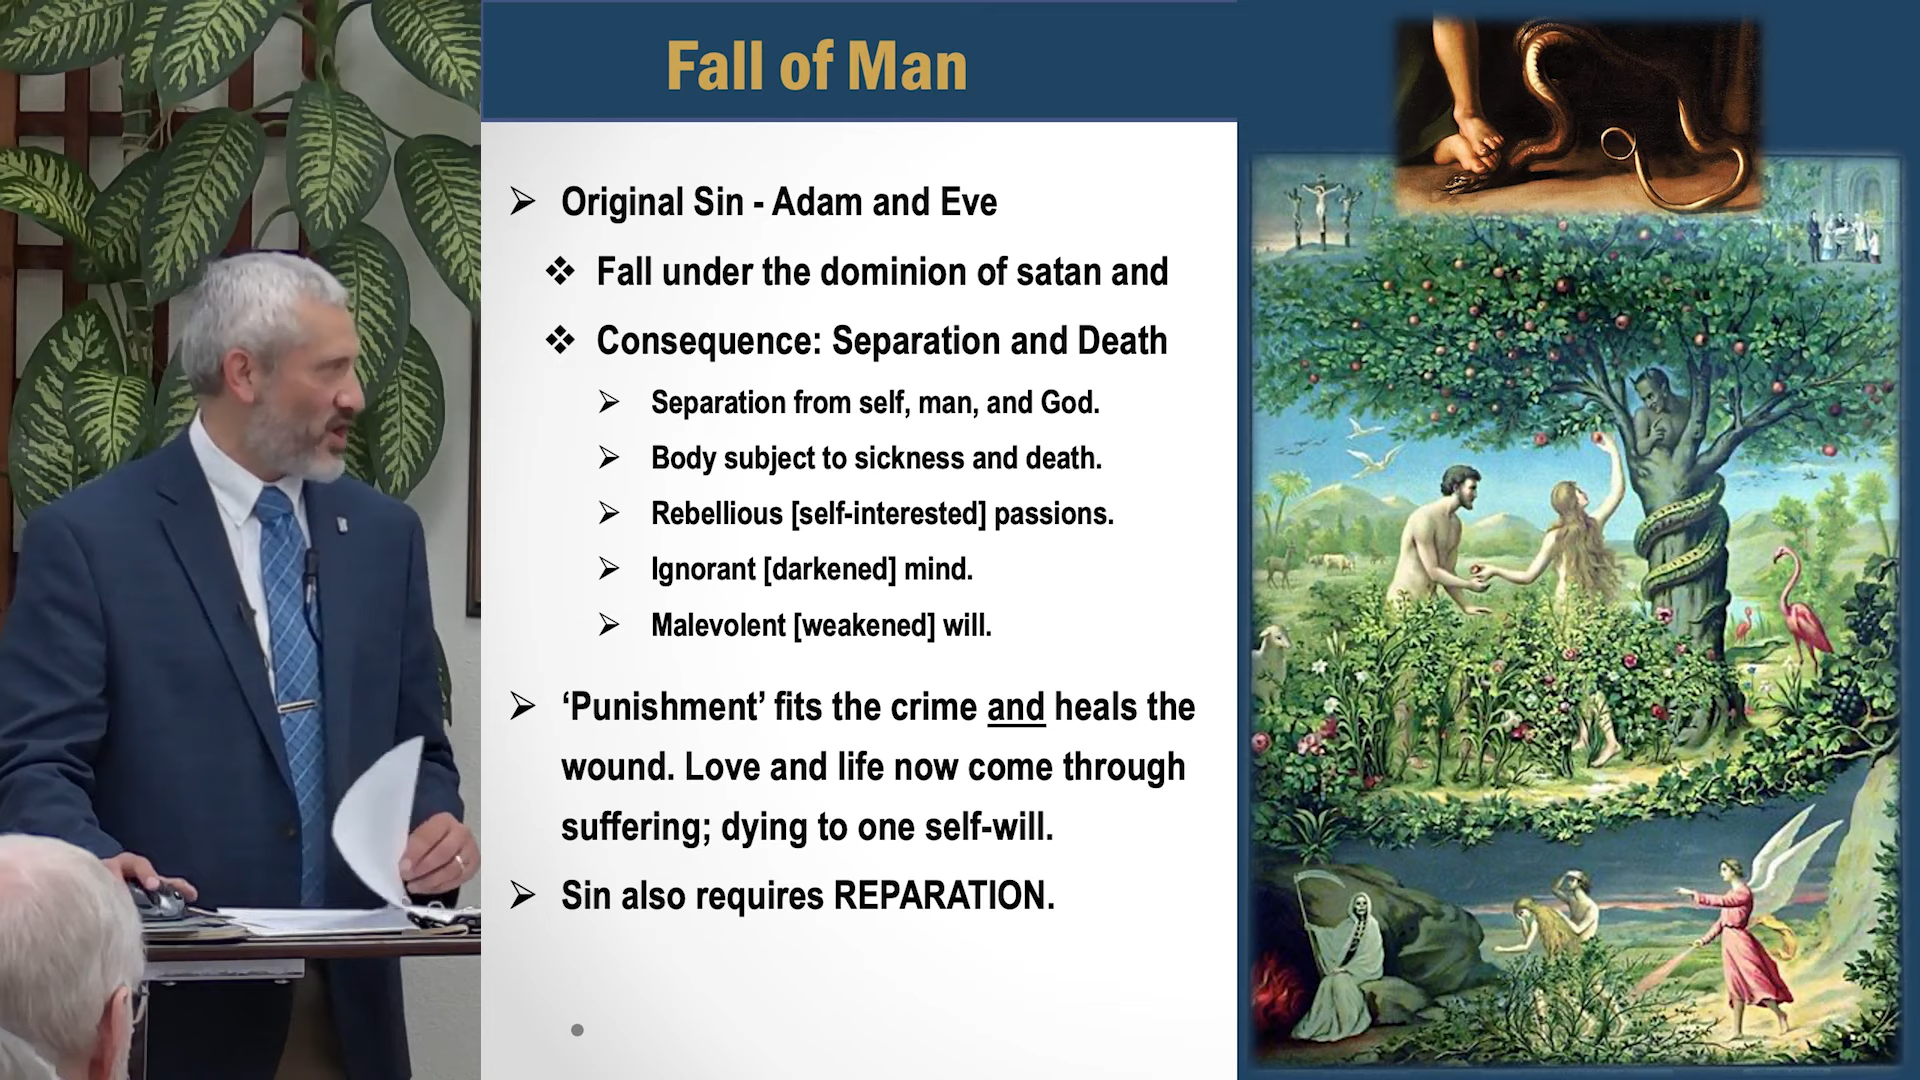 Fall of Man
Original Sin - Adam and Eve
Fall under the dominion of satan and
Consequence: Separation and Death
Separation from self, man, and God.
Body subject to sickness and death.
Rebellious [self-interested] passions.
Ignorant [darkened] mind.
Malevolent [weakened] will.
‘Punishment’ fits the crime and heals the
wound. Love and life now come through
suffering; dying to one self-will.
Sin also requires REPARATION.